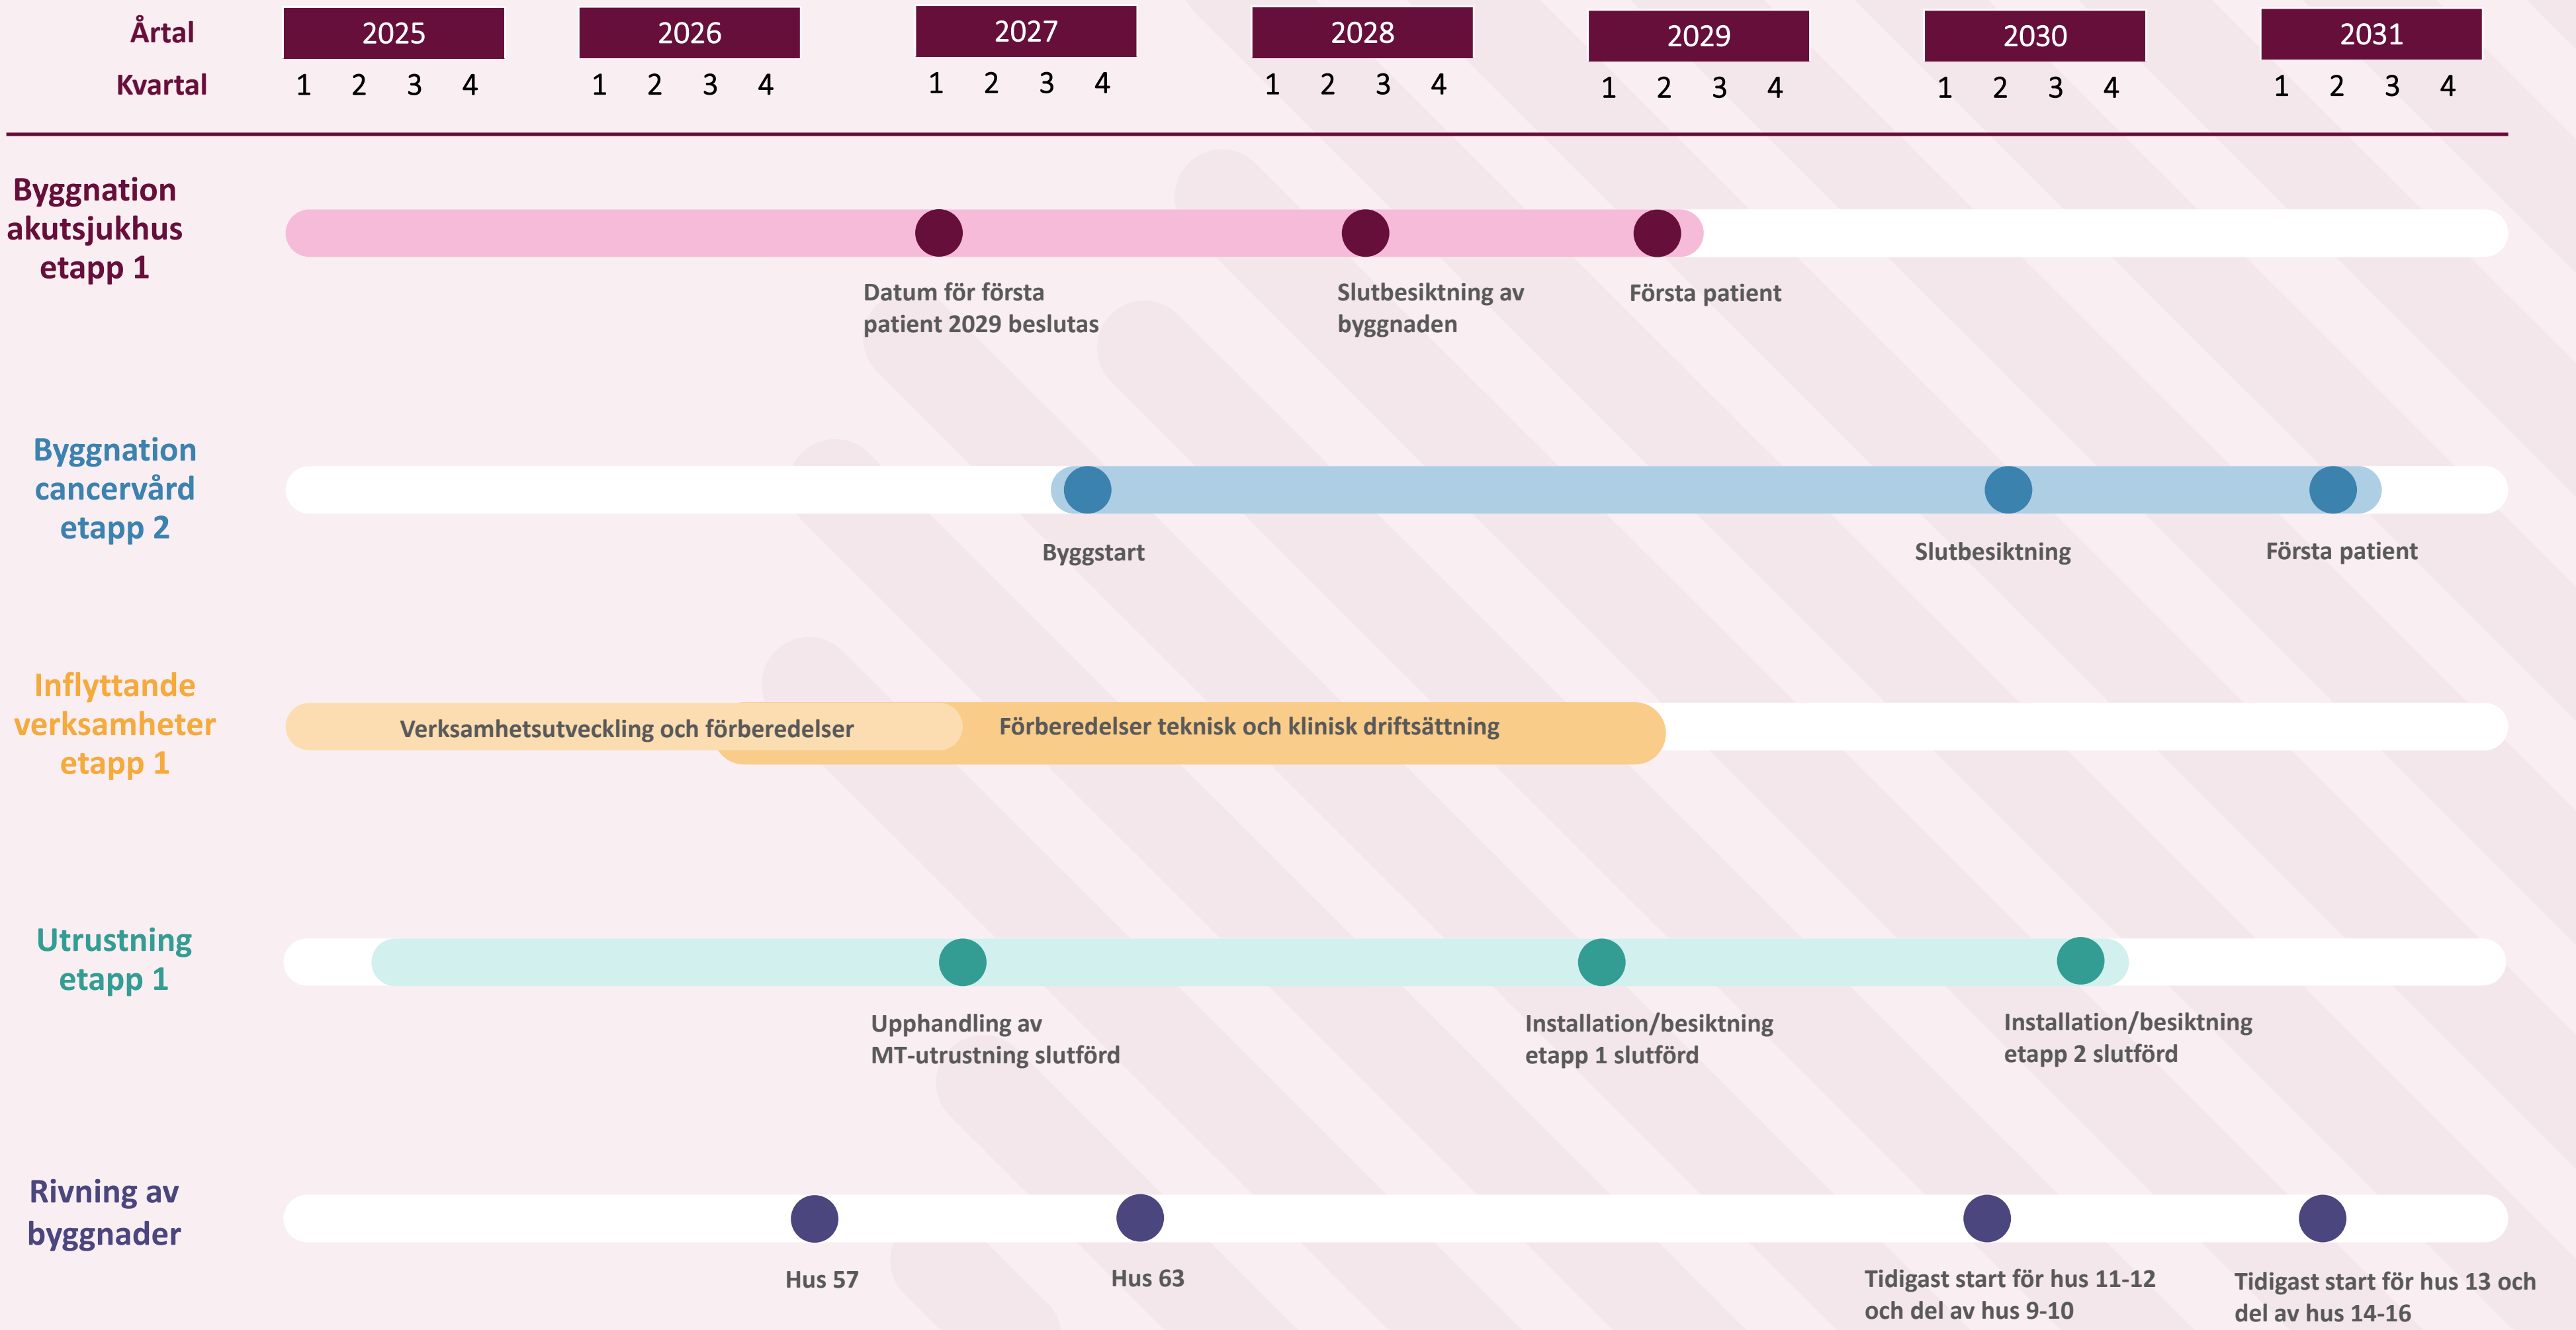 Årtal
2025 2026 2027 2028 2029 2030 2031
Kvartal
1 2 3 4 1 2 3 4 1 2 3 4 1 2 3 4 1 2 3 4 1 2 3 4 1 2 3 4
Byggnation
akutsjukhus
etapp 1
Datum för första
patient 2029 beslutas
Slutbesiktning av
byggnaden
Första patient
Byggnation
cancervård
etapp 2
Byggstart
Slutbesiktning
Första patient
Inflyttande
verksamheter
etapp 1
Verksamhetsutveckling och förberedelser
Förberedelser teknisk och klinisk driftsättning
Utrustning
etapp 1
Upphandling av
MT-utrustning slutförd
Installation/besiktning
etapp 1 slutförd
Installation/besiktning
etapp 2 slutförd
Rivning av
byggnader
Hus 57
Hus 63
Tidigast start för hus 11-12
och del av hus 9-10
Tidigast start för hus 13 och
del av hus 14-16